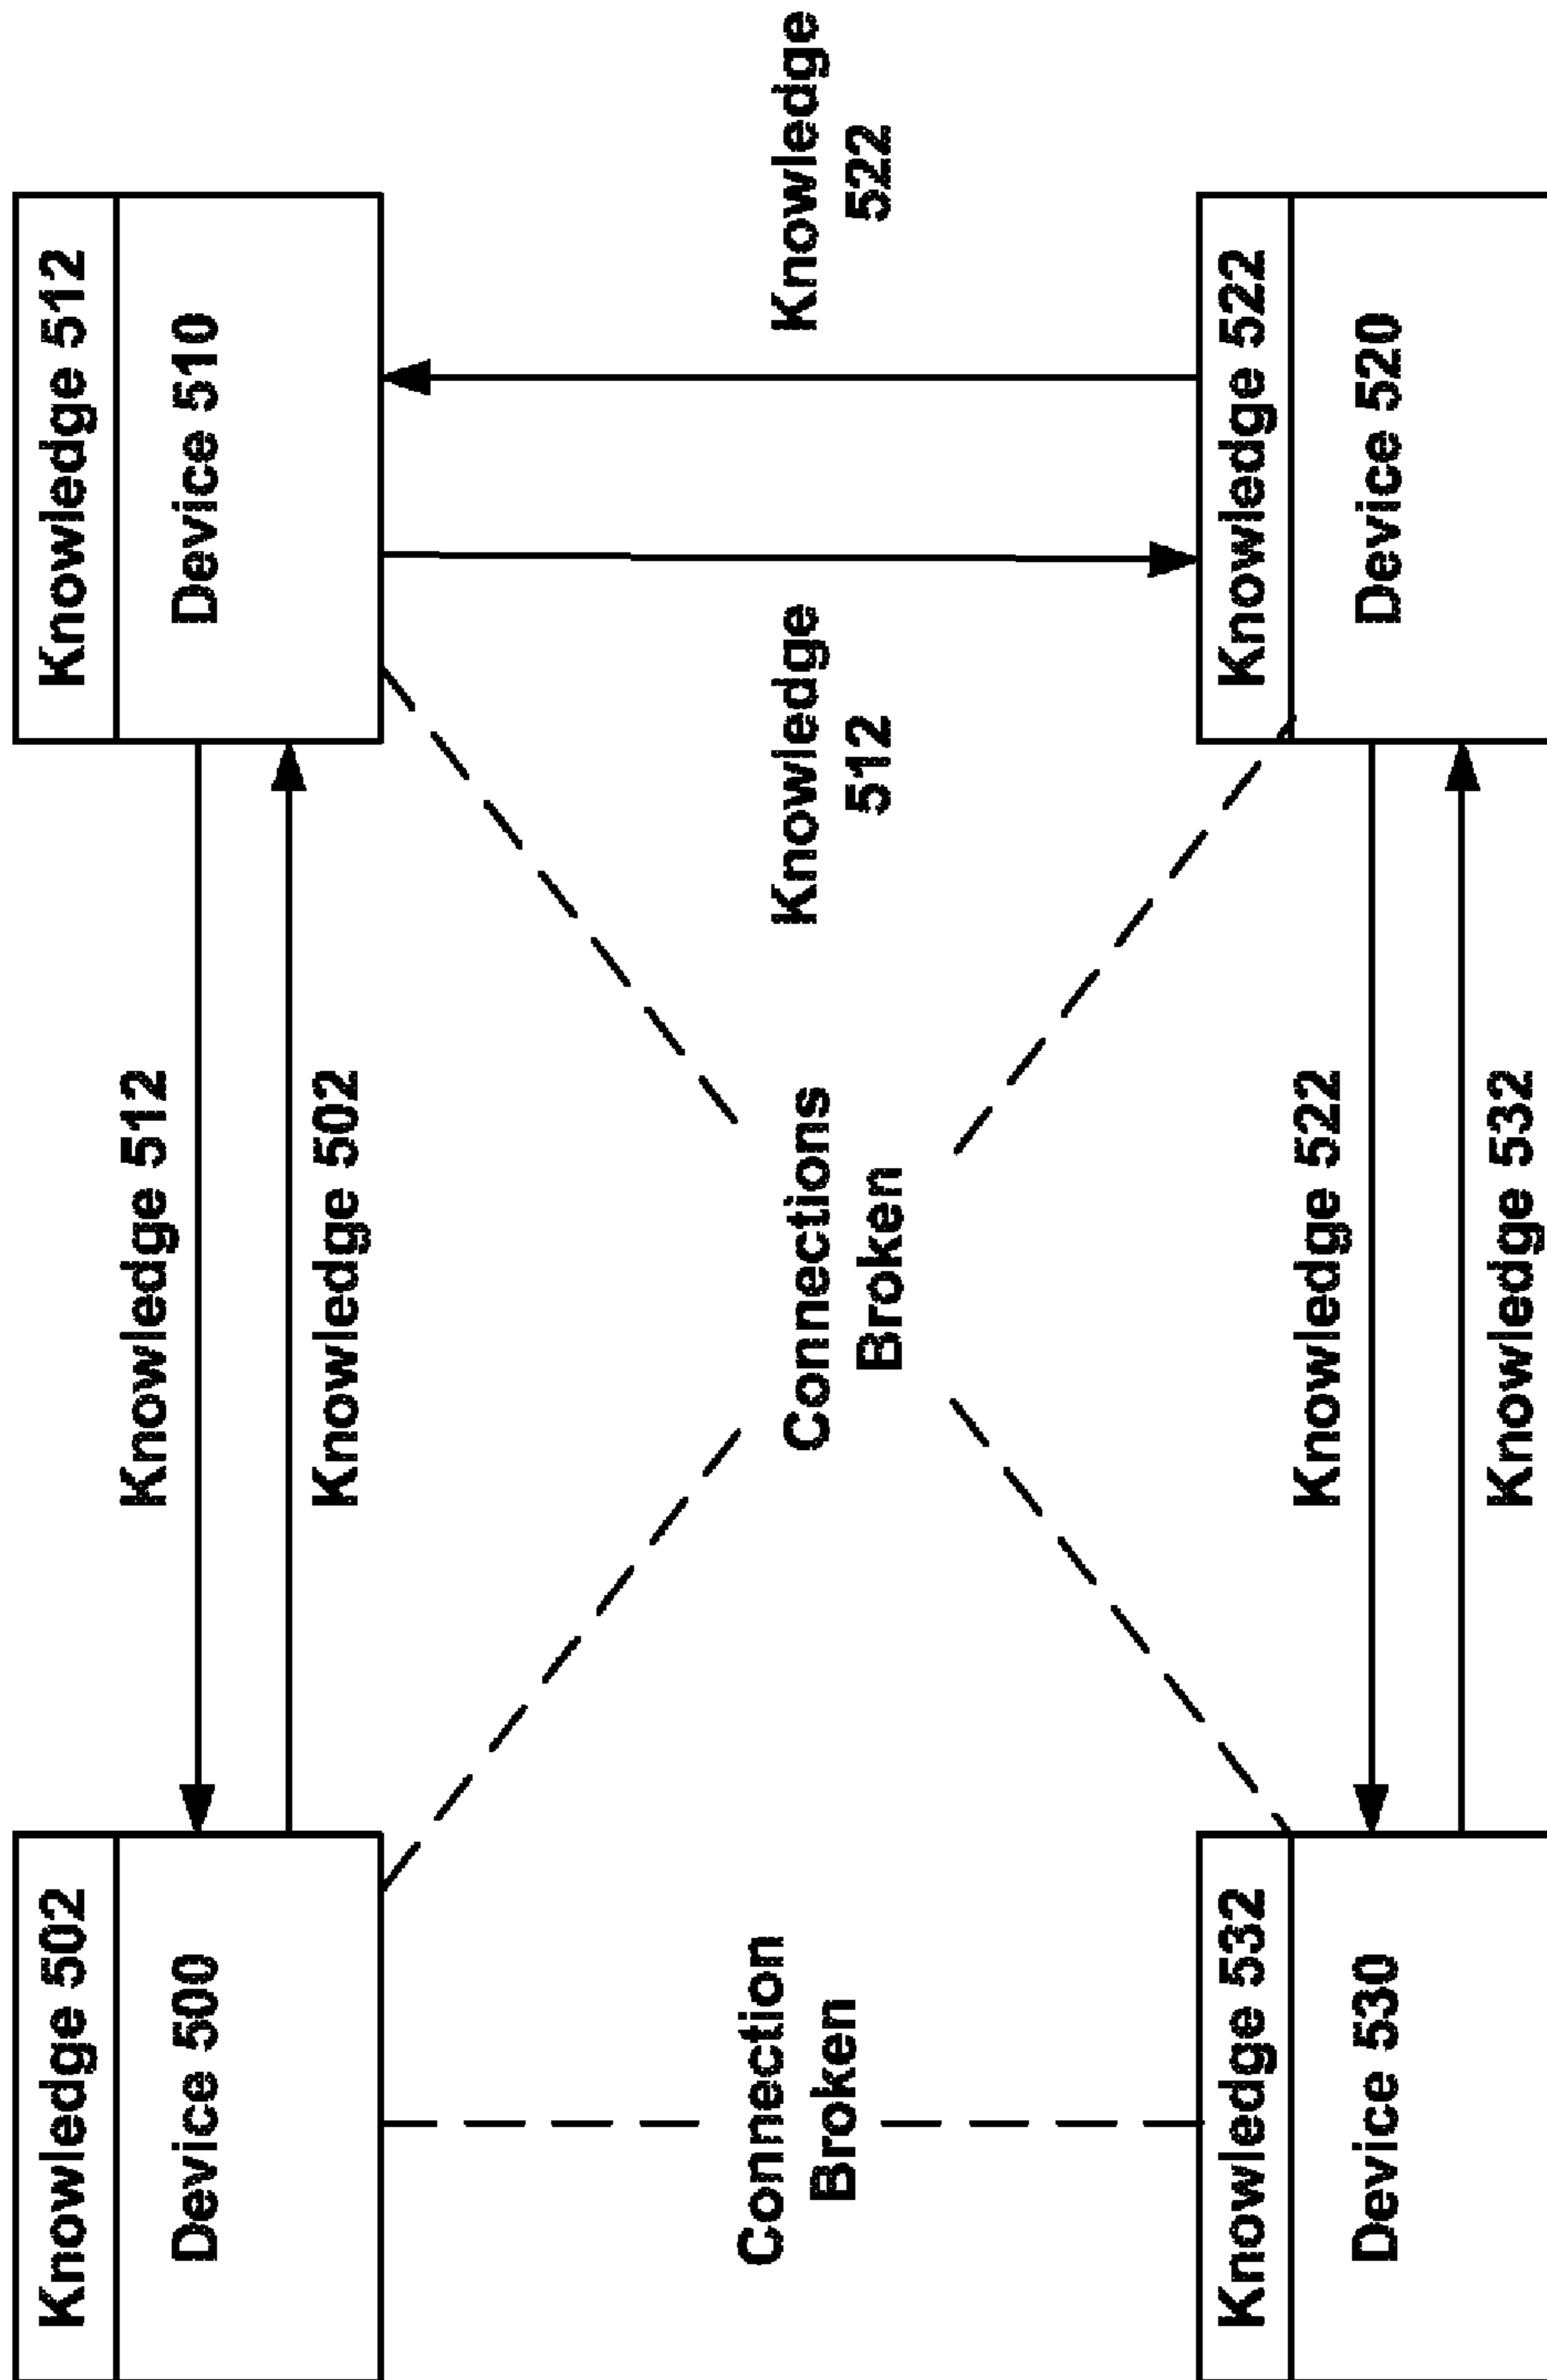 Knowledge 502
Device 500
Knowledge 512
Knowledge 502
Knowledge 512
Device 510
Connection
Broken
Connections
Broken
Knowledge
512
Knowledge
522
Knowledge 532
Device 530
Knowledge 522
Knowledge 532
Knowledge 522
Device 520